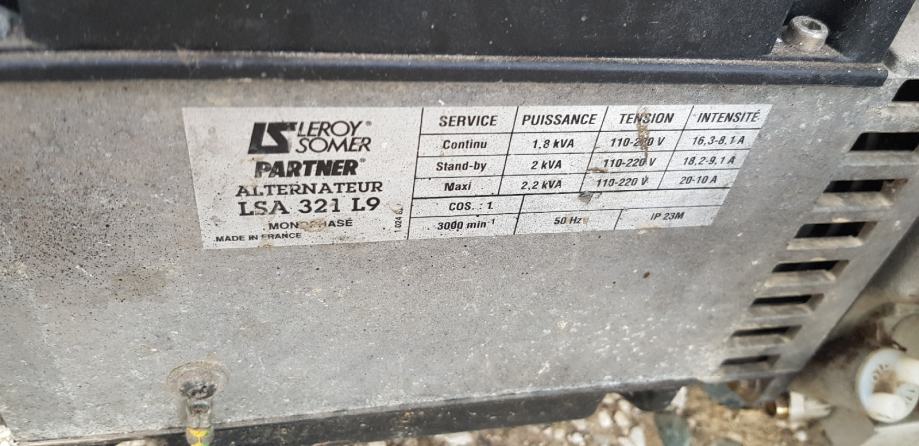 LS LEROY® SOMER
PARTNER®
ALTERNATEUR
LSA 321 L9
MONOPHASÉ
MADE IN FRANCE
SERVICE PUISSANCE TENSION INTENSITÉ
Continu 1,8 kVA 110-220 V 16,3-8,1 A
Stand-by 2 kVA 110-220 V 18,2-9,1 A
Maxi 2,2 kVA 110-220 V 20-10 A
COS. : 1.
3000 min⁻¹ 50 Hz IP 23M